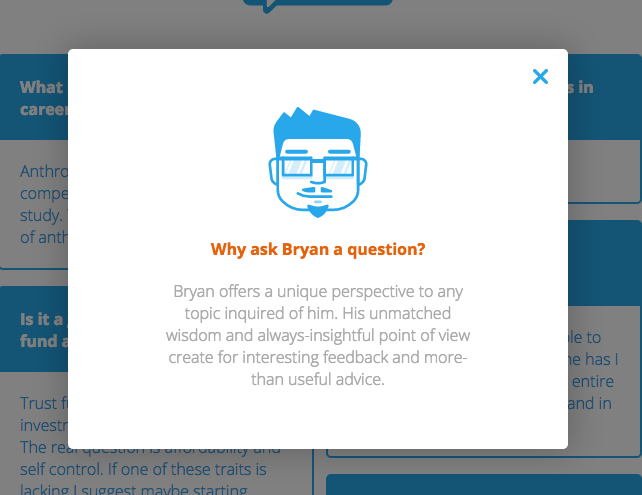 What
career
s in
Anthro
compe
study.
of anth
Is it a
fund a
Trust f
investr
The real question is affordability and
self control. If one of these traits is
lacking I suggest maybe starting
Why ask Bryan a question?
Bryan offers a unique perspective to any
topic inquired of him. His unmatched
wisdom and always-insightful point of view
create for interesting feedback and more-
than useful advice.
ole to
ne has I
entire
and in